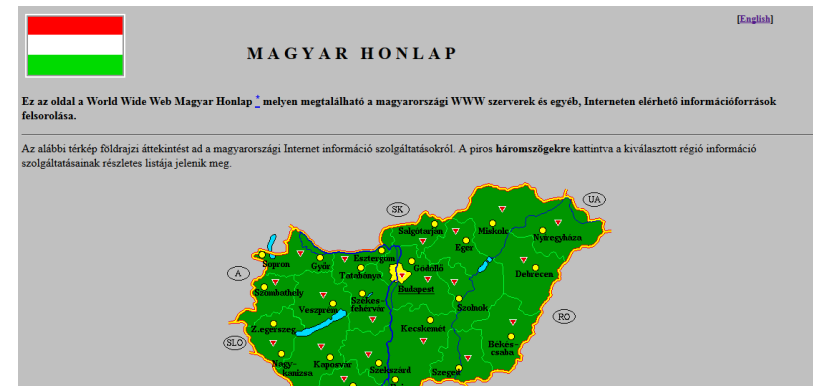 [English]
MAGYAR HONLAP
Ez az oldal a World Wide Web Magyar Honlap * melyen megtalálható a magyarországi WWW szerverek és egyéb, Interneten elérhető információforrások
felsorolása.
Az alábbi térkép földrajzi áttekintést ad a magyarországi Internet információ szolgáltatásokról. A piros háromszögekre kattintva a kiválasztott régió információ
szolgáltatásainak részletes listája jelenik meg.
UA
SK
Salgotarján
Miskolc
Nyíregyháza
Eger
Esztergom
Sopron
Győr
Gödöllő
A
Tatabánya
Debrecen
Budapest
Szombathely
Székes-
fehérvár
Veszprém
Szolnok
RO
Z.egerszeg
Kecskemét
SLO
Békés-
csaba
Nagy-
kanizsa
Kaposvár
Szekszárd
Szeged